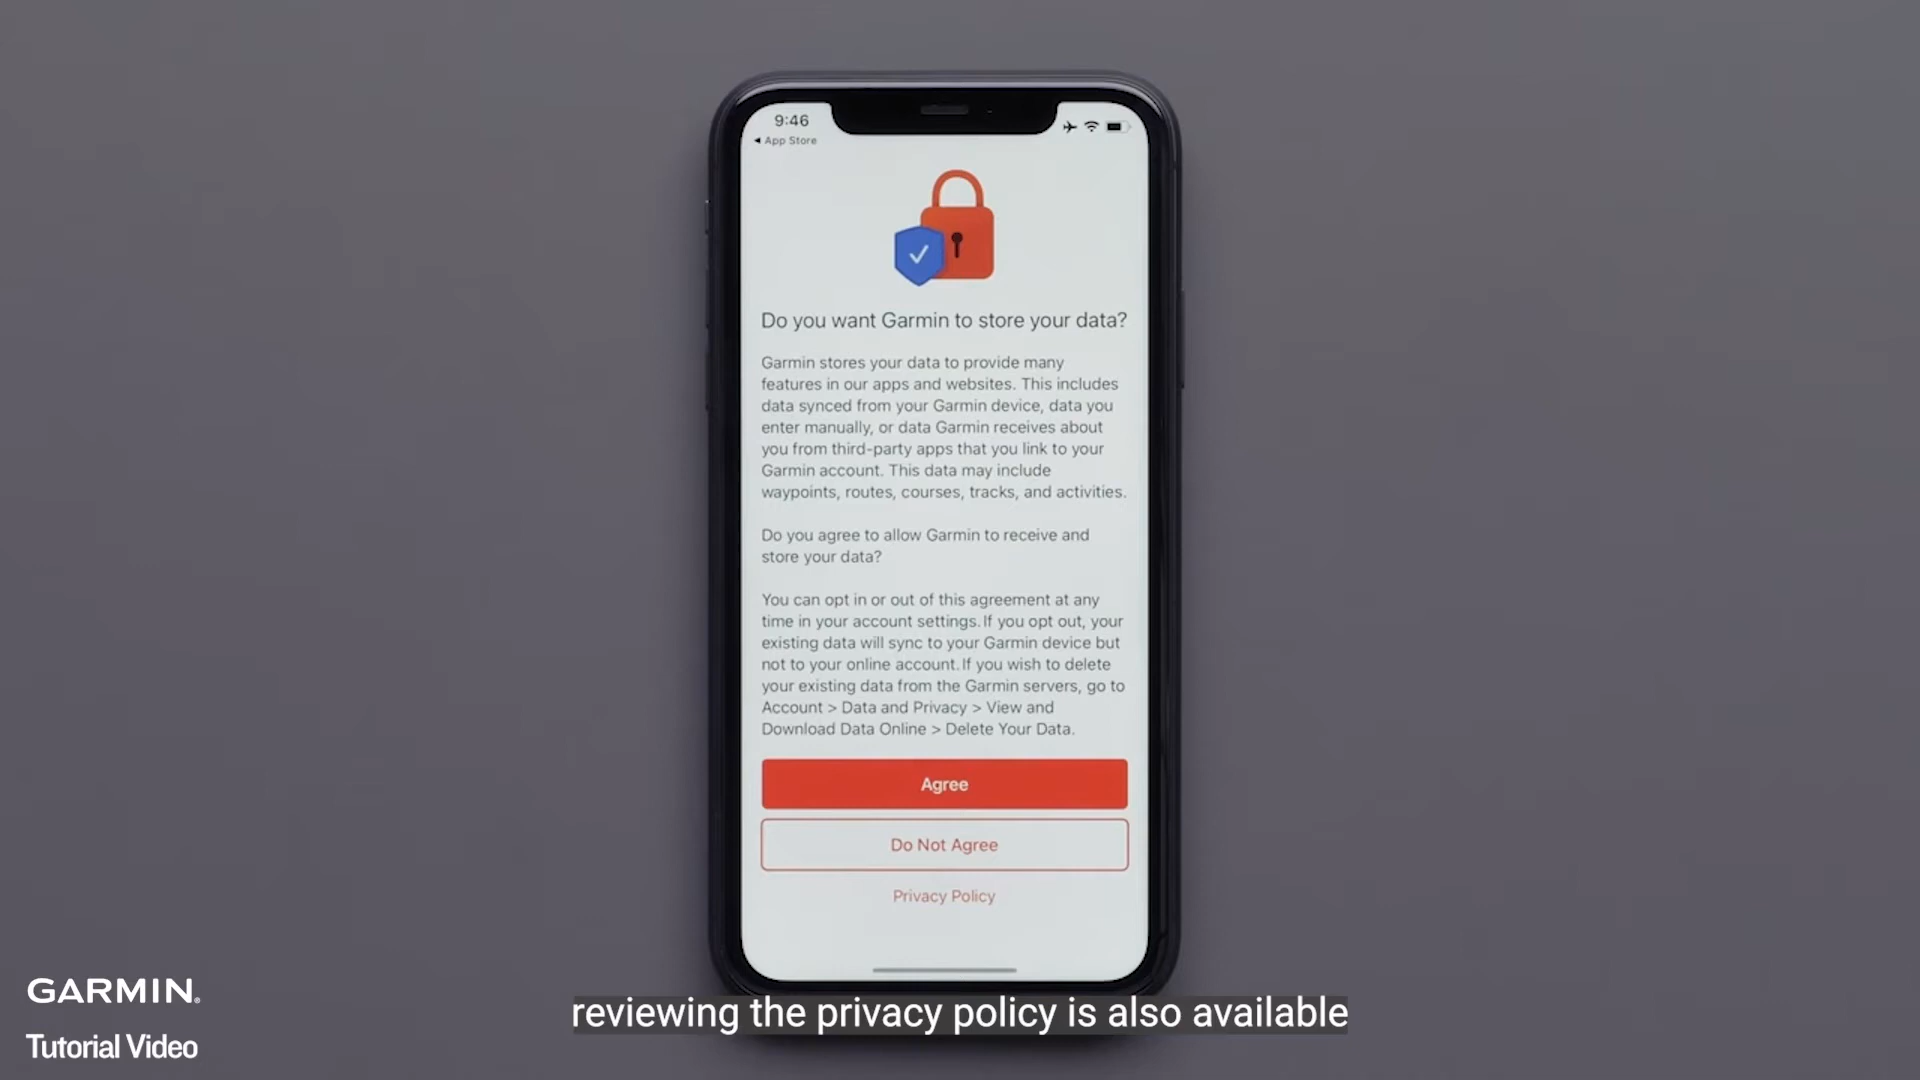 9:46
App Store
Do you want Garmin to store your data?
Garmin stores your data to provide many
features in our apps and websites. This includes
data synced from your Garmin device, data you
enter manually, or data Garmin receives about
you from third-party apps that you link to your
Garmin account. This data may include
waypoints, routes, courses, tracks, and activities.
Do you agree to allow Garmin to receive and
store your data?
You can opt in or out of this agreement at any
time in your account settings. If you opt out, your
existing data will sync to your Garmin device but
not to your online account. If you wish to delete
your existing data from the Garmin servers, go to
Account > Data and Privacy > View and
Download Data Online > Delete Your Data.
Agree
Do Not Agree
Privacy Policy
GARMIN®
Tutorial Video
reviewing the privacy policy is also available